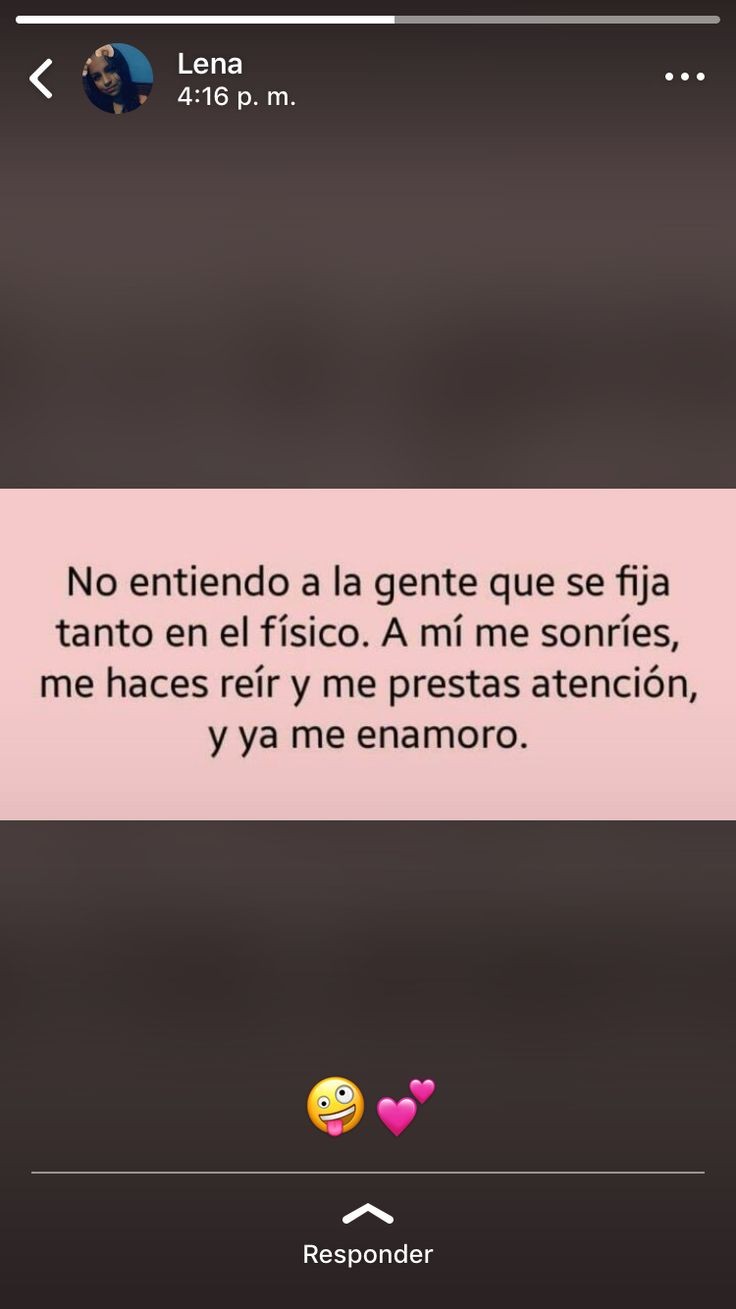 Lena
4:16 p. m.
No entiendo a la gente que se fija
tanto en el físico. A mí me sonríes,
me haces reír y me prestas atención,
y ya me enamoro.
🤪💕
Responder